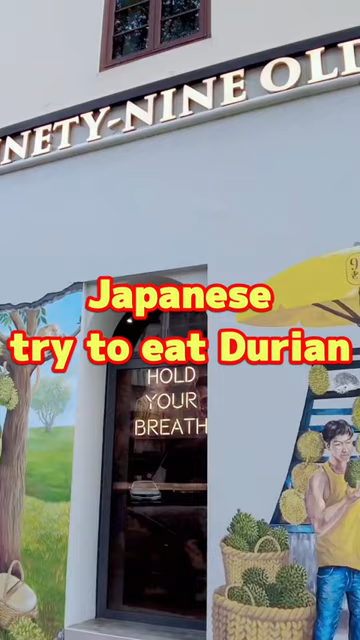 NETY-NINE OLD
Japanese
try to eat Durian
HOLD
YOUR
BREATH